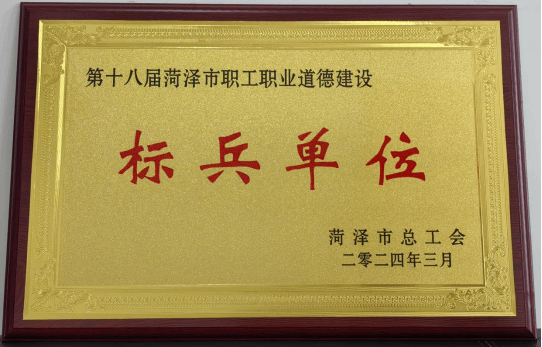 第十八届菏泽市职工职业道德建设
标兵单位
菏泽市总工会
二零二四年三月